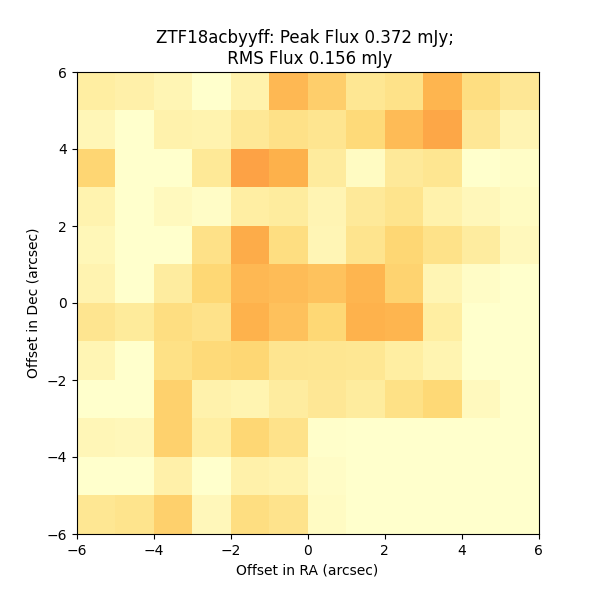 ZTF18acbyyff: Peak Flux 0.372 mJy;
RMS Flux 0.156 mJy
6
4
2
0
−2
−4
−6
Offset in Dec (arcsec)
−6 −4 −2 0 2 4 6
Offset in RA (arcsec)